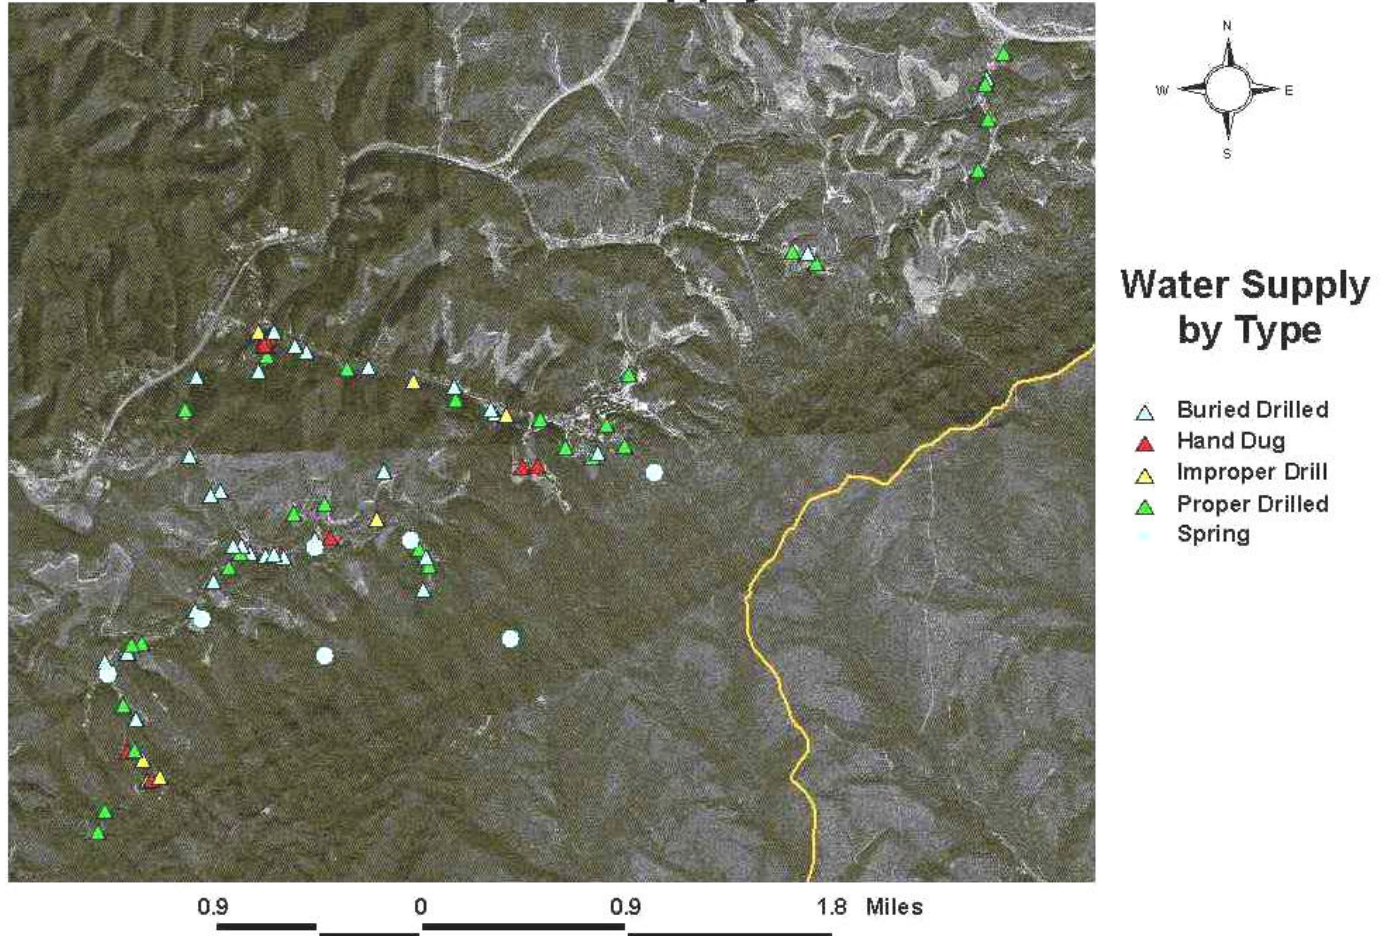 N
W E
S
Water Supply
by Type
Buried Drilled
Hand Dug
Improper Drill
Proper Drilled
Spring
0.9 0 0.9 1.8 Miles